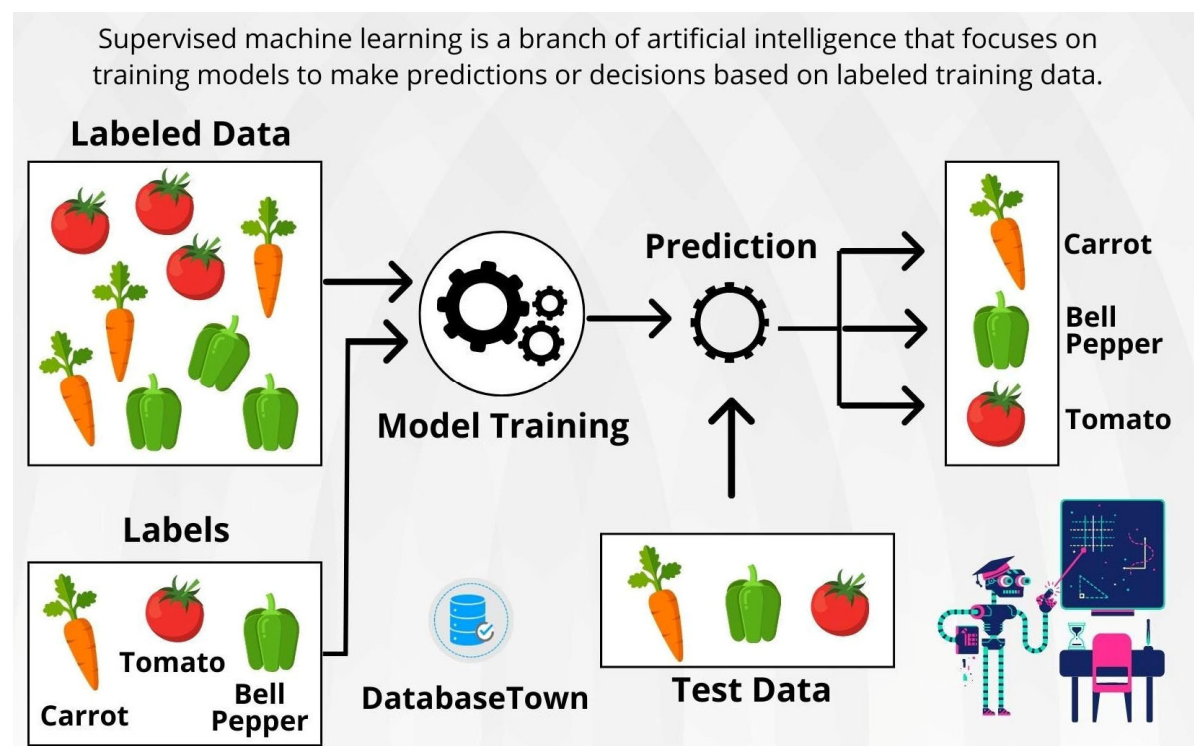 Supervised machine learning is a branch of artificial intelligence that focuses on
training models to make predictions or decisions based on labeled training data.
Labeled Data
Prediction
Carrot
Bell
Pepper
Tomato
Model Training
Labels
Carrot
Tomato
Bell
Pepper
DatabaseTown
Test Data